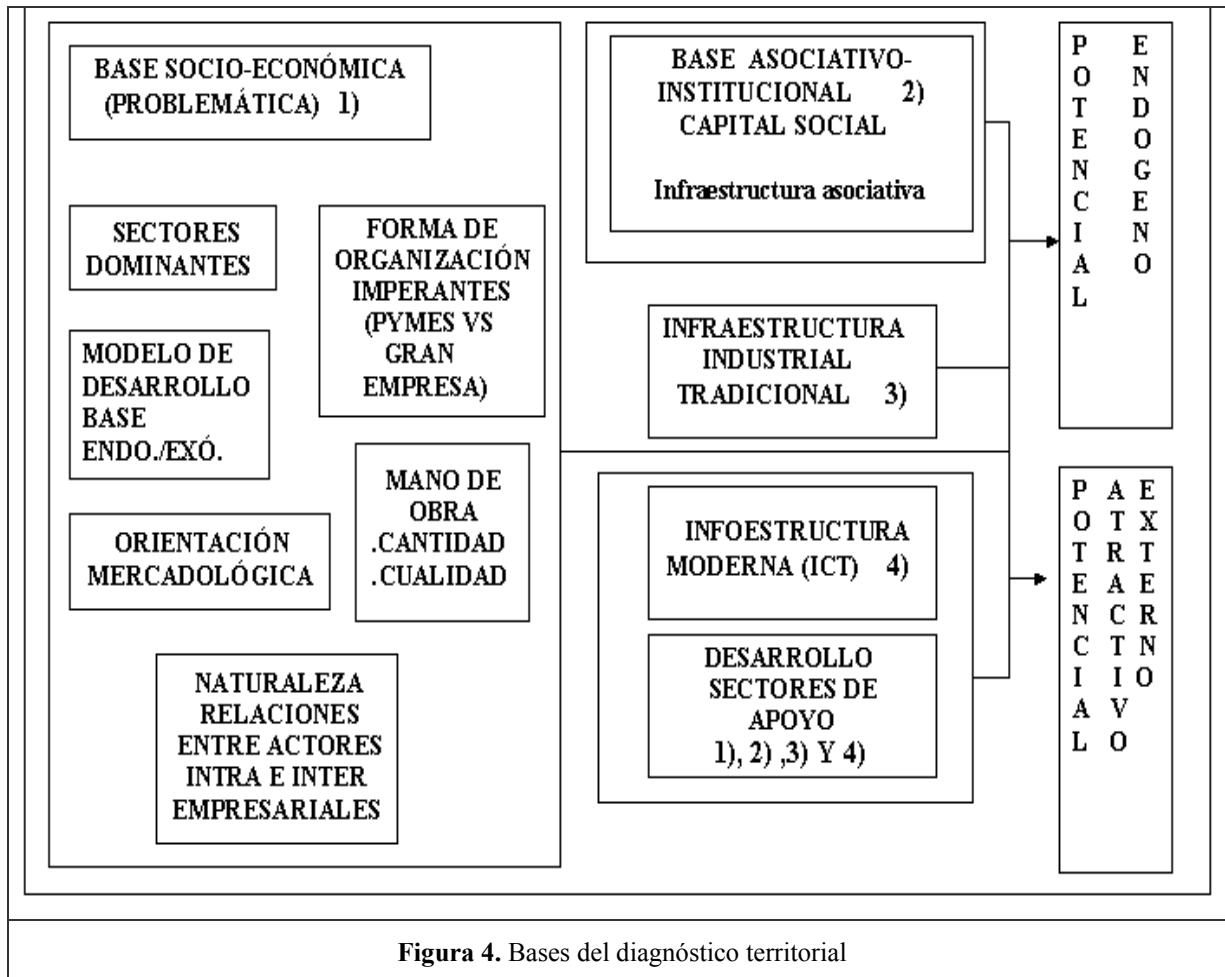 BASE SOCIO-ECONÓMICA
(PROBLEMÁTICA) 1)
SECTORES
DOMINANTES
FORMA DE
ORGANIZACIÓN
IMPERANTES
(PYMES VS
GRAN
EMPRESA)
MODELO DE
DESARROLLO
BASE
ENDO./EXÓ.
MANO DE
OBRA
.CANTIDAD
.CUALIDAD
ORIENTACIÓN
MERCADOLÓGICA
NATURALEZA
RELACIONES
ENTRE ACTORES
INTRA E INTER
EMPRESARIALES
BASE ASOCIATIVO-
INSTITUCIONAL 2)
CAPITAL SOCIAL
Infraestructura asociativa
INFRAESTRUCTURA
INDUSTRIAL
TRADICIONAL 3)
INFOESTRUCTURA
MODERNA (ICT) 4)
DESARROLLO
SECTORES DE
APOYO
1), 2) ,3) Y 4)
POTENCIAL
ENDOGENO
POTENCIAL
ATRACTIVO
EXTERNO
Figura 4. Bases del diagnóstico territorial